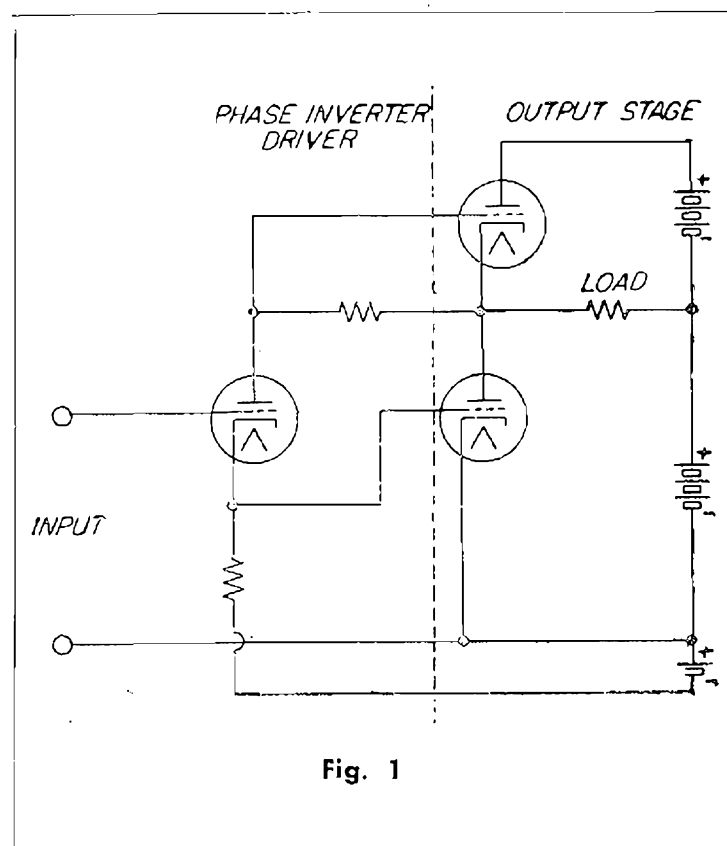 PHASE INVERTER
DRIVER
OUTPUT STAGE
+
LOAD
+
INPUT
+
Fig. 1